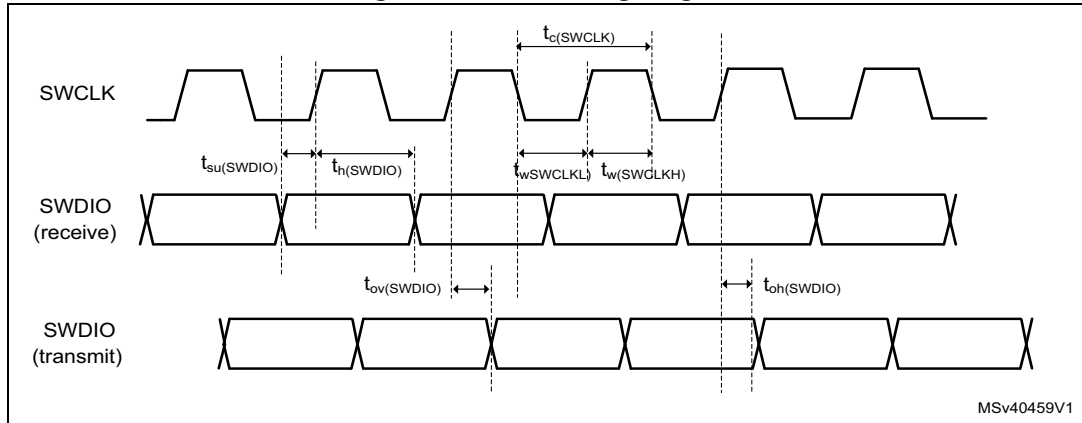 tc(SWCLK)
SWCLK
tsu(SWDIO) th(SWDIO) twSWCLKL) tw(SWCLKH)
SWDIO
(receive)
tov(SWDIO) toh(SWDIO)
SWDIO
(transmit)
MSv40459V1